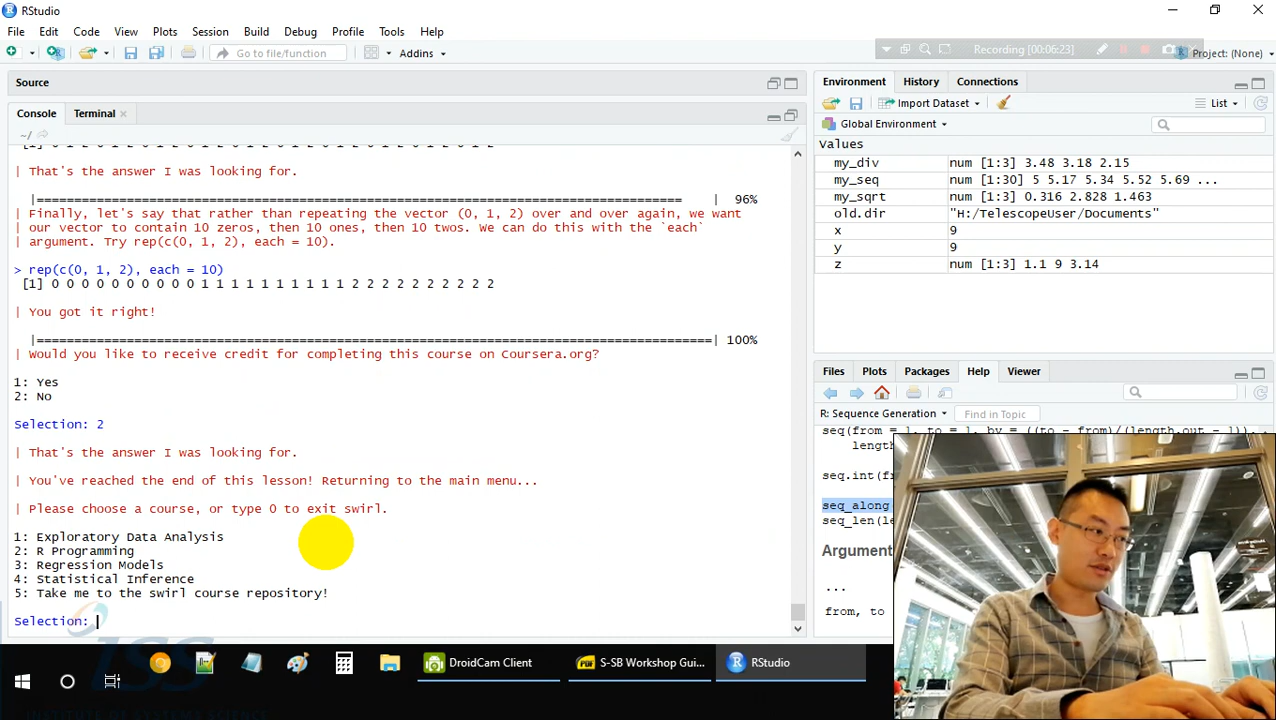 RStudio
File Edit Code View Plots Session Build Debug Profile Tools Help
Go to file/function
Addins
Recording [00:06:23]
Project: (None)
Source
Console Terminal
~/
| That's the answer I was looking for.
|=================================================================================== | 96%
| Finally, let's say that rather than repeating the vector (0, 1, 2) over and over again, we want
| our vector to contain 10 zeros, then 10 ones, then 10 twos. We can do this with the `each`
| argument. Try rep(c(0, 1, 2), each = 10).
> rep(c(0, 1, 2), each = 10)
[1] 0 0 0 0 0 0 0 0 0 0 1 1 1 1 1 1 1 1 1 1 2 2 2 2 2 2 2 2 2 2
| You got it right!
|=======================================================================================| 100%
| Would you like to receive credit for completing this course on Coursera.org?
1: Yes
2: No
Selection: 2
| That's the answer I was looking for.
| You've reached the end of this lesson! Returning to the main menu...
| Please choose a course, or type 0 to exit swirl.
1: Exploratory Data Analysis
2: R Programming
3: Regression Models
4: Statistical Inference
5: Take me to the swirl course repository!
Selection:
Environment History Connections
Import Dataset
List
Global Environment
Values
my_div num [1:3] 3.48 3.18 2.15
my_seq num [1:30] 5 5.17 5.34 5.52 5.69 ...
my_sqrt num [1:3] 0.316 2.828 1.463
old.dir "H:/TelescopeUser/Documents"
x 9
y 9
z num [1:3] 1.1 9 3.14
Files Plots Packages Help Viewer
R: Sequence Generation
Find in Topic
seq(from = 1, to = 1, by = ((to - from)/(length.out - 1)),
seq.int(
seq_along
seq_len(
Argument
...
from, to
DroidCam Client
S-SB Workshop Gui...
RStudio
ISS